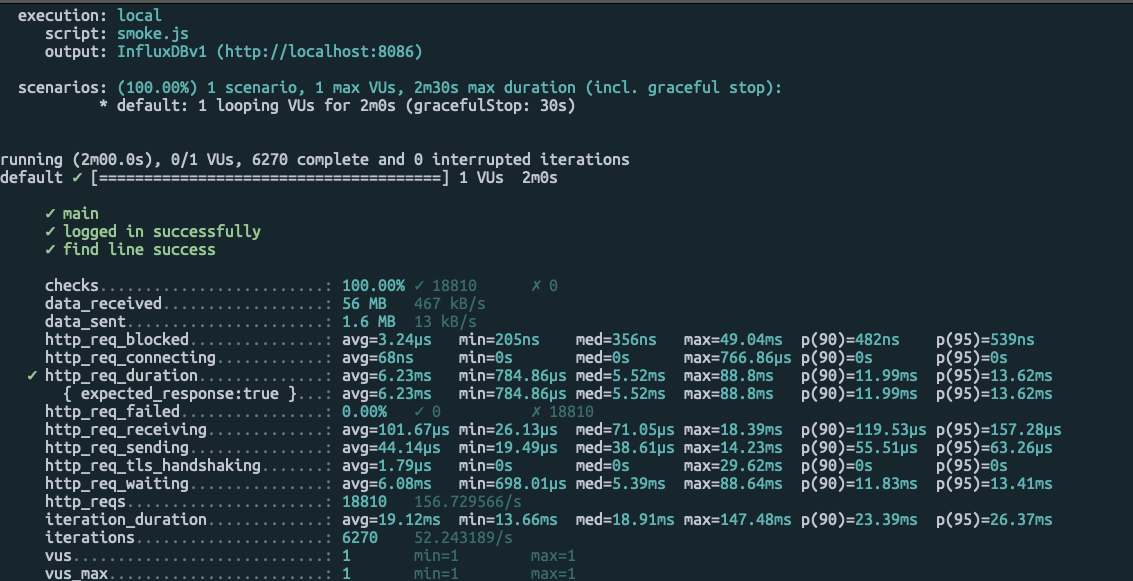 execution: local
script: smoke.js
output: InfluxDBv1 (http://localhost:8086)
scenarios: (100.00%) 1 scenario, 1 max VUs, 2m30s max duration (incl. graceful stop):
* default: 1 looping VUs for 2m0s (gracefulStop: 30s)
running (2m00.0s), 0/1 VUs, 6270 complete and 0 interrupted iterations
default ✓ [======================================] 1 VUs  2m0s
✓ main
✓ logged in successfully
✓ find line success
checks.........................: 100.00% ✓ 18810      ✗ 0
data_received..................: 56 MB   467 kB/s
data_sent......................: 1.6 MB  13 kB/s
http_req_blocked...............: avg=3.24µs   min=205ns    med=356ns   max=49.04ms  p(90)=482ns    p(95)=539ns
http_req_connecting............: avg=68ns     min=0s       med=0s      max=766.86µs p(90)=0s       p(95)=0s
✓ http_req_duration..............: avg=6.23ms   min=784.86µs med=5.52ms  max=88.8ms   p(90)=11.99ms  p(95)=13.62ms
{ expected_response:true }...: avg=6.23ms   min=784.86µs med=5.52ms  max=88.8ms   p(90)=11.99ms  p(95)=13.62ms
http_req_failed................: 0.00%   ✓ 0          ✗ 18810
http_req_receiving.............: avg=101.67µs min=26.13µs  med=71.05µs max=18.39ms  p(90)=119.53µs p(95)=157.28µs
http_req_sending...............: avg=44.14µs  min=19.49µs  med=38.61µs max=14.23ms  p(90)=55.51µs  p(95)=63.26µs
http_req_tls_handshaking.......: avg=1.79µs   min=0s       med=0s      max=29.62ms  p(90)=0s       p(95)=0s
http_req_waiting...............: avg=6.08ms   min=698.01µs med=5.39ms  max=88.64ms  p(90)=11.83ms  p(95)=13.41ms
http_reqs......................: 18810   156.729566/s
iteration_duration.............: avg=19.12ms  min=13.66ms  med=18.91ms max=147.48ms p(90)=23.39ms  p(95)=26.37ms
iterations.....................: 6270    52.243189/s
vus............................: 1       min=1        max=1
vus_max........................: 1       min=1        max=1